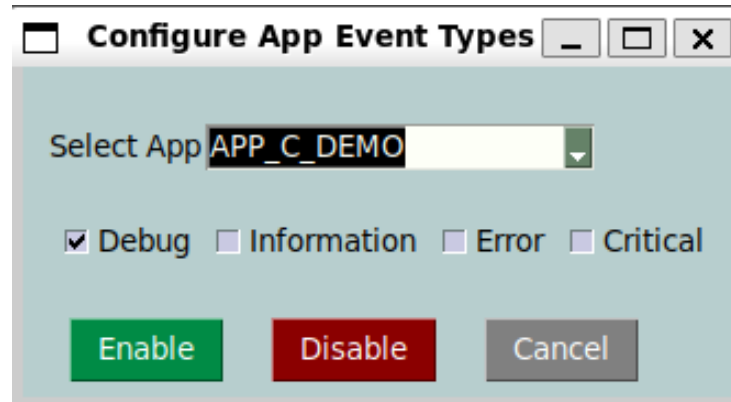 Configure App Event Types
Select App APP_C_DEMO
Debug Information Error Critical
Enable Disable Cancel